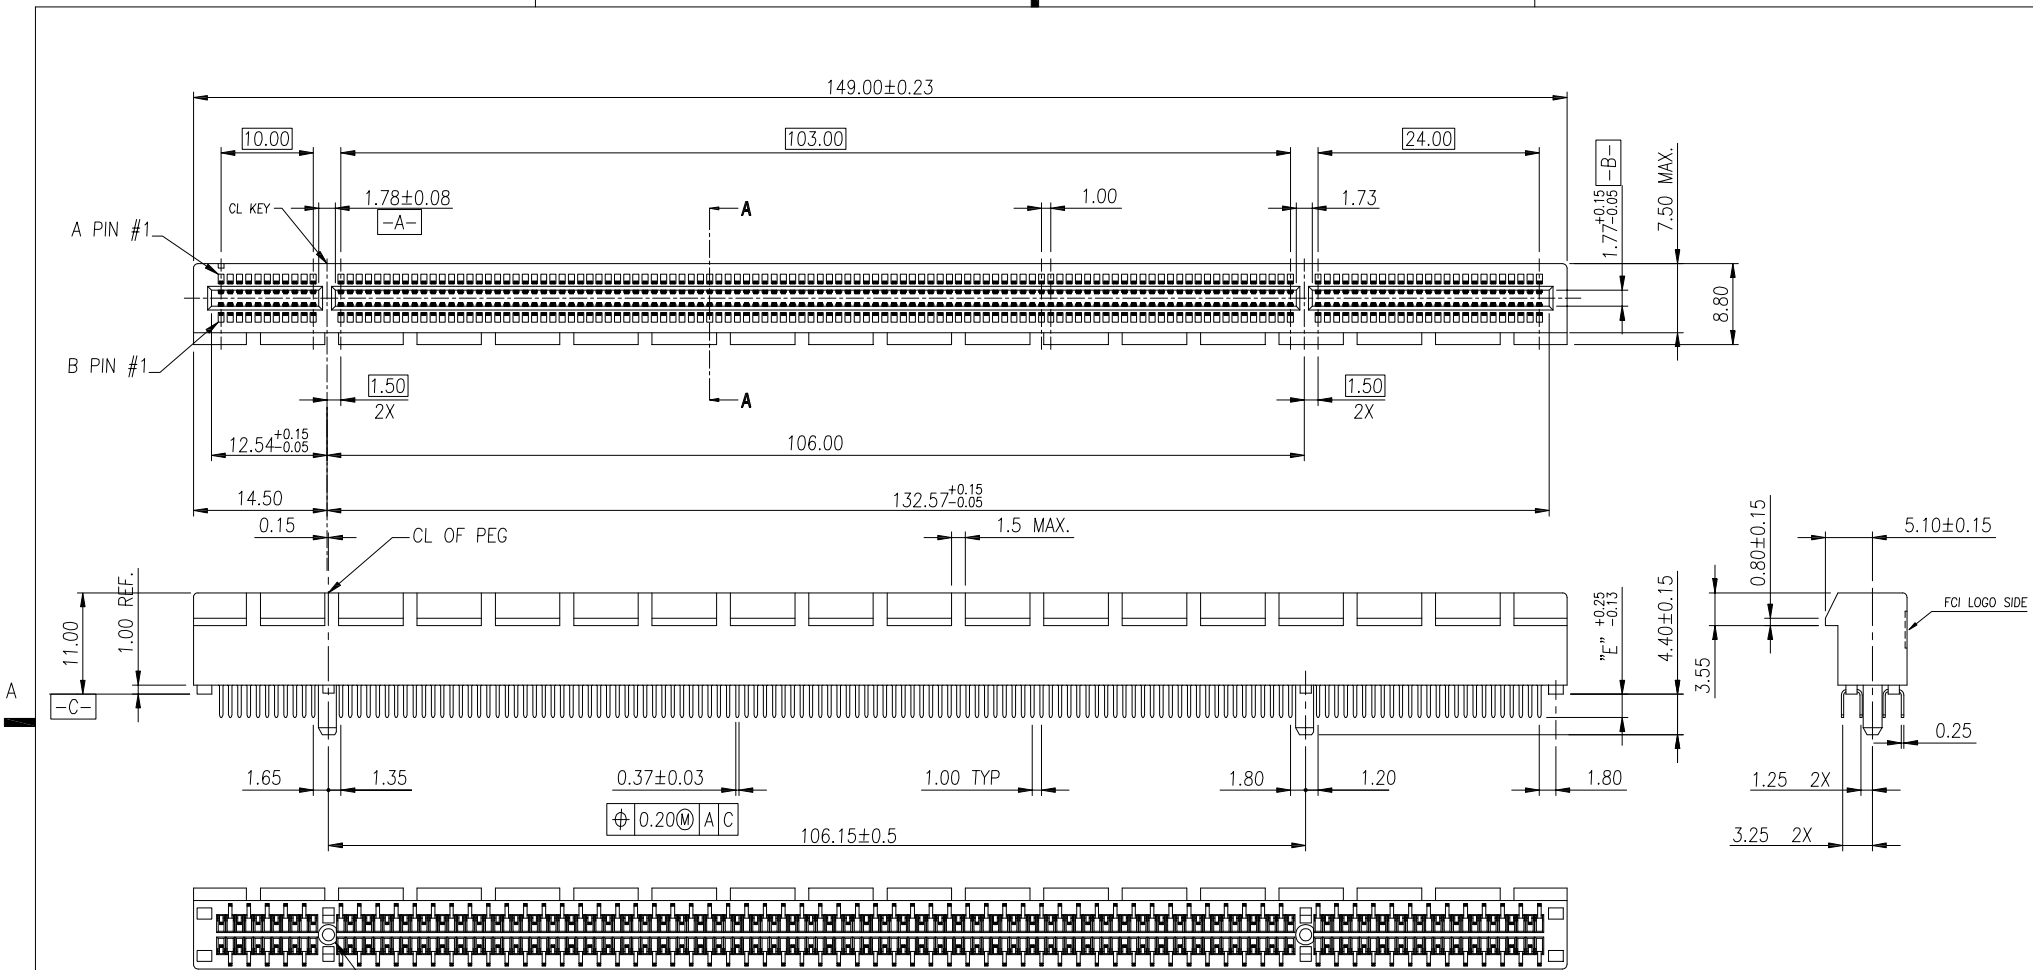 149.00±0.23
10.00
103.00
24.00
-B-
1.77 +0.15 -0.05
7.50 MAX.
CL KEY
1.78±0.08
-A-
A
1.00
1.73
A PIN #1
8.80
B PIN #1
1.50
2X
A
1.50
2X
12.54 +0.15 -0.05
106.00
14.50
132.57 +0.15 -0.05
0.15
CL OF PEG
1.5 MAX.
0.80±0.15
5.10±0.15
11.00
1.00 REF.
"E" +0.25 -0.13
4.40±0.15
3.55
FCI LOGO SIDE
A
-C-
0.25
1.65
1.35
0.37±0.03
1.00 TYP
1.80
1.20
1.80
1.25 2X
⌖ 0.20Ⓜ A C
106.15±0.5
3.25 2X